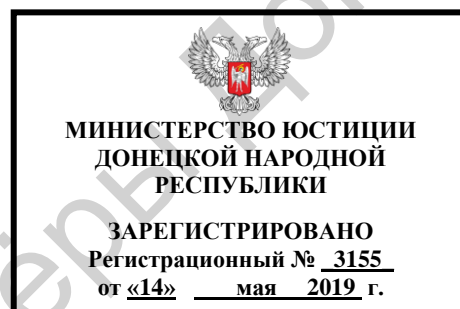 МИНИСТЕРСТВО ЮСТИЦИИ
ДОНЕЦКОЙ НАРОДНОЙ
РЕСПУБЛИКИ
ЗАРЕГИСТРИРОВАНО
Регистрационный № 3155
от «14» мая 2019 г.